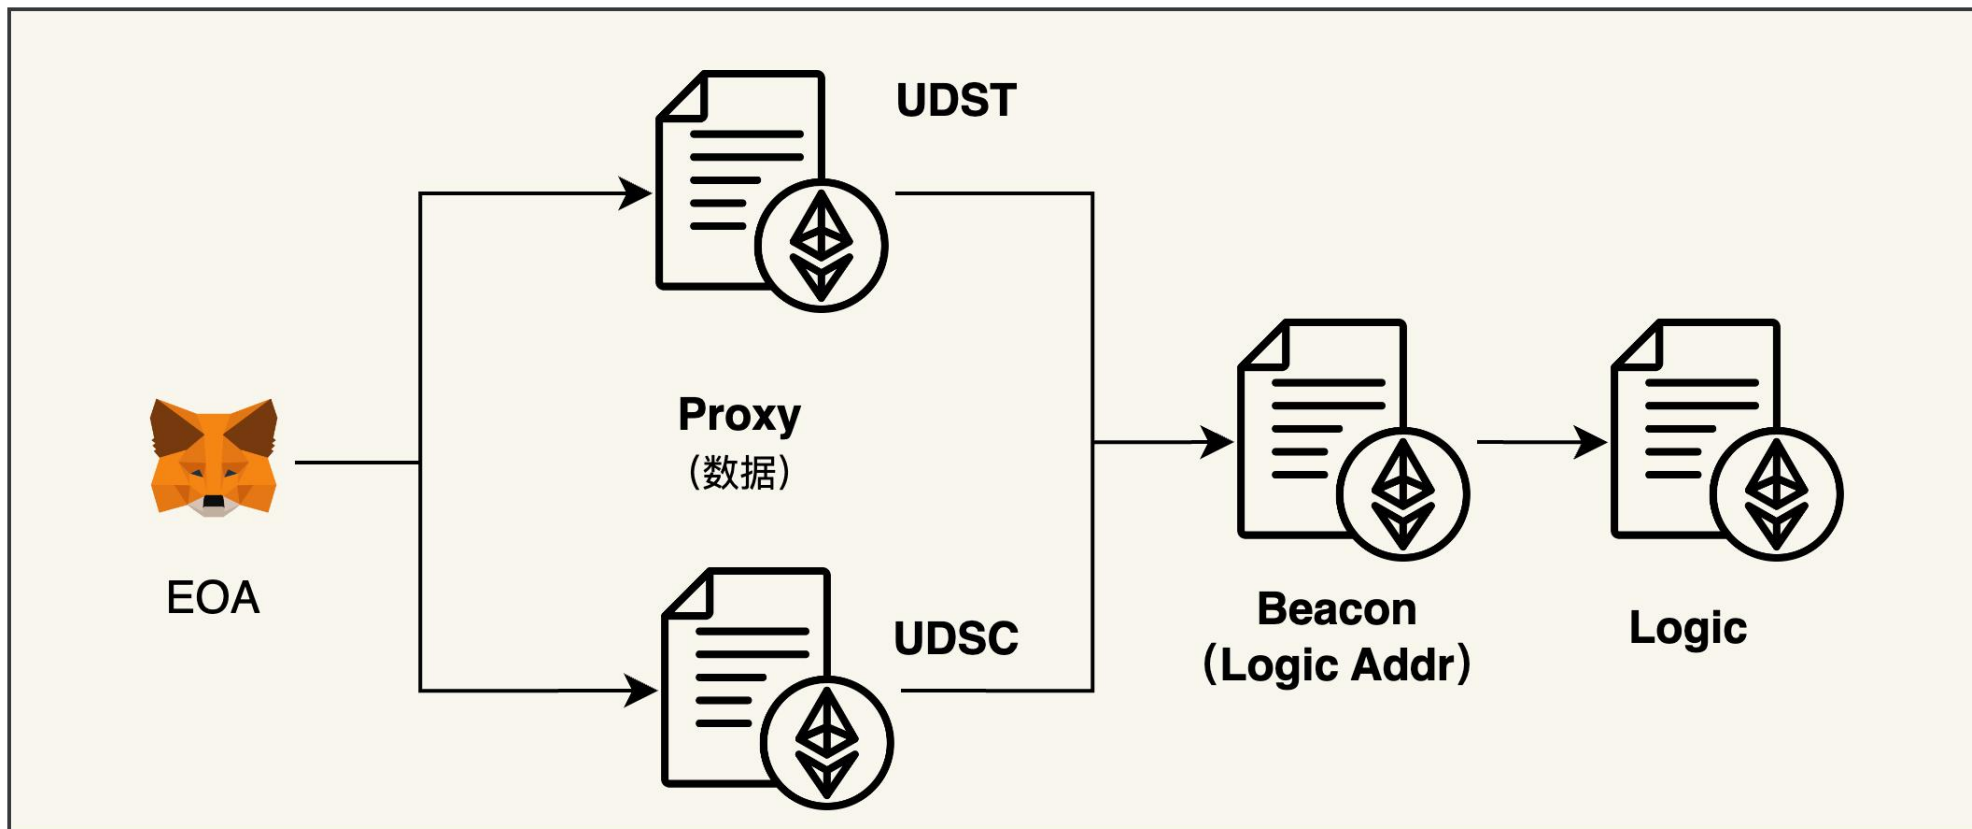 UDST
Proxy
(数据)
EOA
UDSC
Beacon
(Logic Addr)
Logic